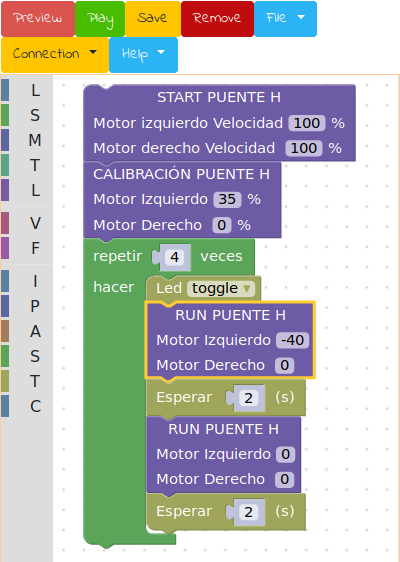 Preview Play Save Remove File
Connection Help
L
S
M
T
L
V
F
I
P
A
S
T
C
START PUENTE H
Motor izquierdo Velocidad 100 %
Motor derecho Velocidad 100 %
CALIBRACIÓN PUENTE H
Motor Izquierdo 35 %
Motor Derecho 0 %
repetir 4 veces
hacer Led toggle
RUN PUENTE H
Motor Izquierdo -40
Motor Derecho 0
Esperar 2 (s)
RUN PUENTE H
Motor Izquierdo 0
Motor Derecho 0
Esperar 2 (s)